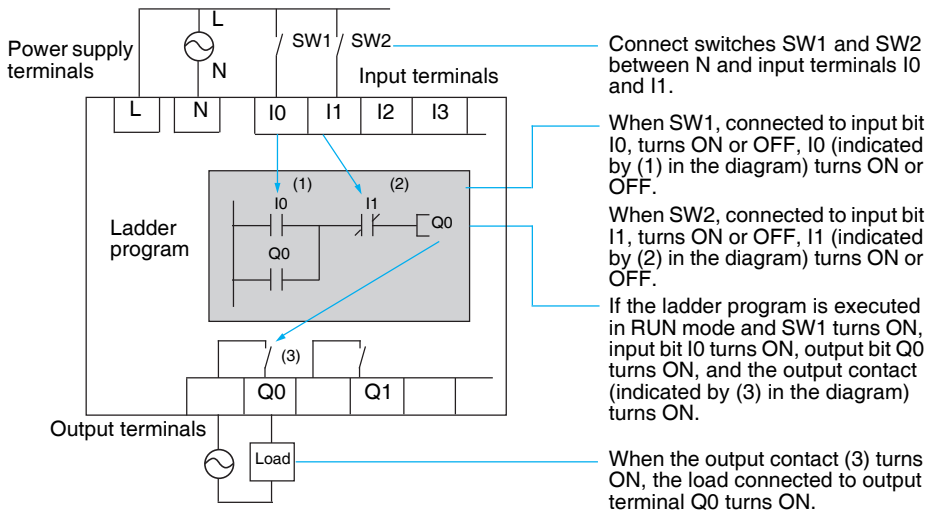 L
SW1
SW2
Power supply
terminals
N
Input terminals
L
N
I0
I1
I2
I3
(1)
(2)
I0
I1
Q0
Q0
Ladder
program
(3)
Q0
Q1
Output terminals
Load
Connect switches SW1 and SW2
between N and input terminals I0
and I1.
When SW1, connected to input bit
I0, turns ON or OFF, I0 (indicated
by (1) in the diagram) turns ON or
OFF.
When SW2, connected to input bit
I1, turns ON or OFF, I1 (indicated
by (2) in the diagram) turns ON or
OFF.
If the ladder program is executed
in RUN mode and SW1 turns ON,
input bit I0 turns ON, output bit Q0
turns ON, and the output contact
(indicated by (3) in the diagram)
turns ON.
When the output contact (3) turns
ON, the load connected to output
terminal Q0 turns ON.